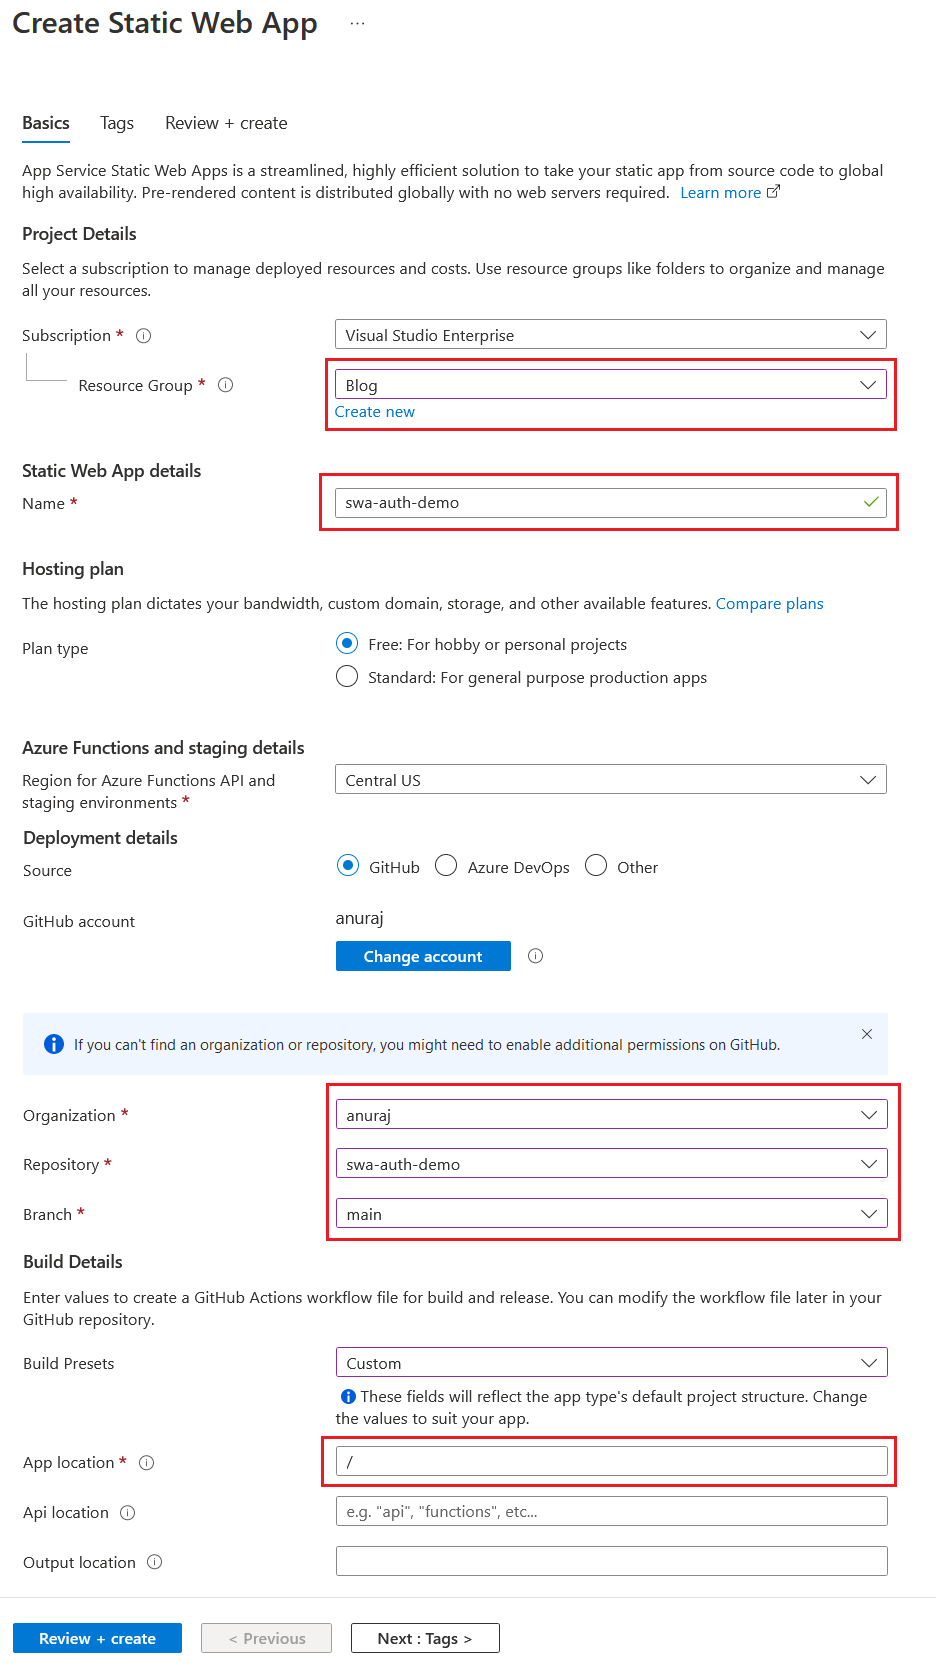 Create Static Web App ...
Basics Tags Review + create
App Service Static Web Apps is a streamlined, highly efficient solution to take your static app from source code to global
high availability. Pre-rendered content is distributed globally with no web servers required. Learn more
Project Details
Select a subscription to manage deployed resources and costs. Use resource groups like folders to organize and manage
all your resources.
Subscription * Visual Studio Enterprise
Resource Group * Blog
Create new
Static Web App details
Name * swa-auth-demo
Hosting plan
The hosting plan dictates your bandwidth, custom domain, storage, and other available features. Compare plans
Plan type Free: For hobby or personal projects
Standard: For general purpose production apps
Azure Functions and staging details
Region for Azure Functions API and Central US
staging environments *
Deployment details
Source GitHub Azure DevOps Other
GitHub account anuraj
Change account
If you can't find an organization or repository, you might need to enable additional permissions on GitHub.
Organization * anuraj
Repository * swa-auth-demo
Branch * main
Build Details
Enter values to create a GitHub Actions workflow file for build and release. You can modify the workflow file later in your
GitHub repository.
Build Presets Custom
These fields will reflect the app type's default project structure. Change
the values to suit your app.
App location * /
Api location e.g. "api", "functions", etc...
Output location
Review + create < Previous Next : Tags >